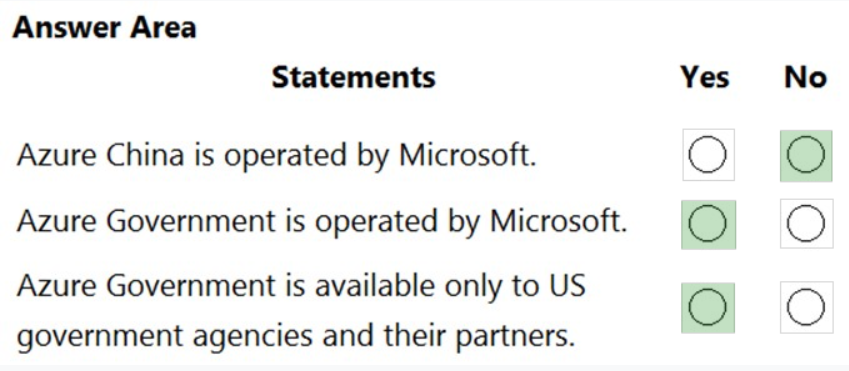 Answer Area
Statements Yes No
Azure China is operated by Microsoft.
Azure Government is operated by Microsoft.
Azure Government is available only to US
government agencies and their partners.